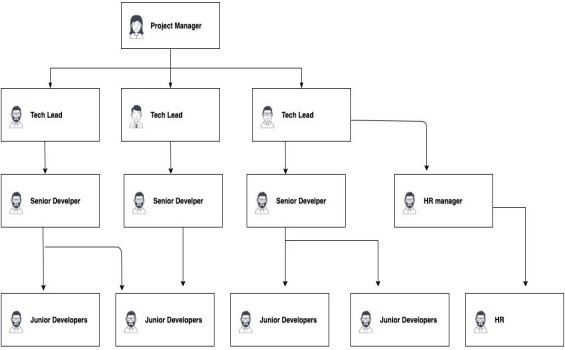 Project Manager
Tech Lead
Tech Lead
Tech Lead
Senior Develper
Senior Develper
Senior Develper
HR manager
Junior Developers
Junior Developers
Junior Developers
Junior Developers
HR